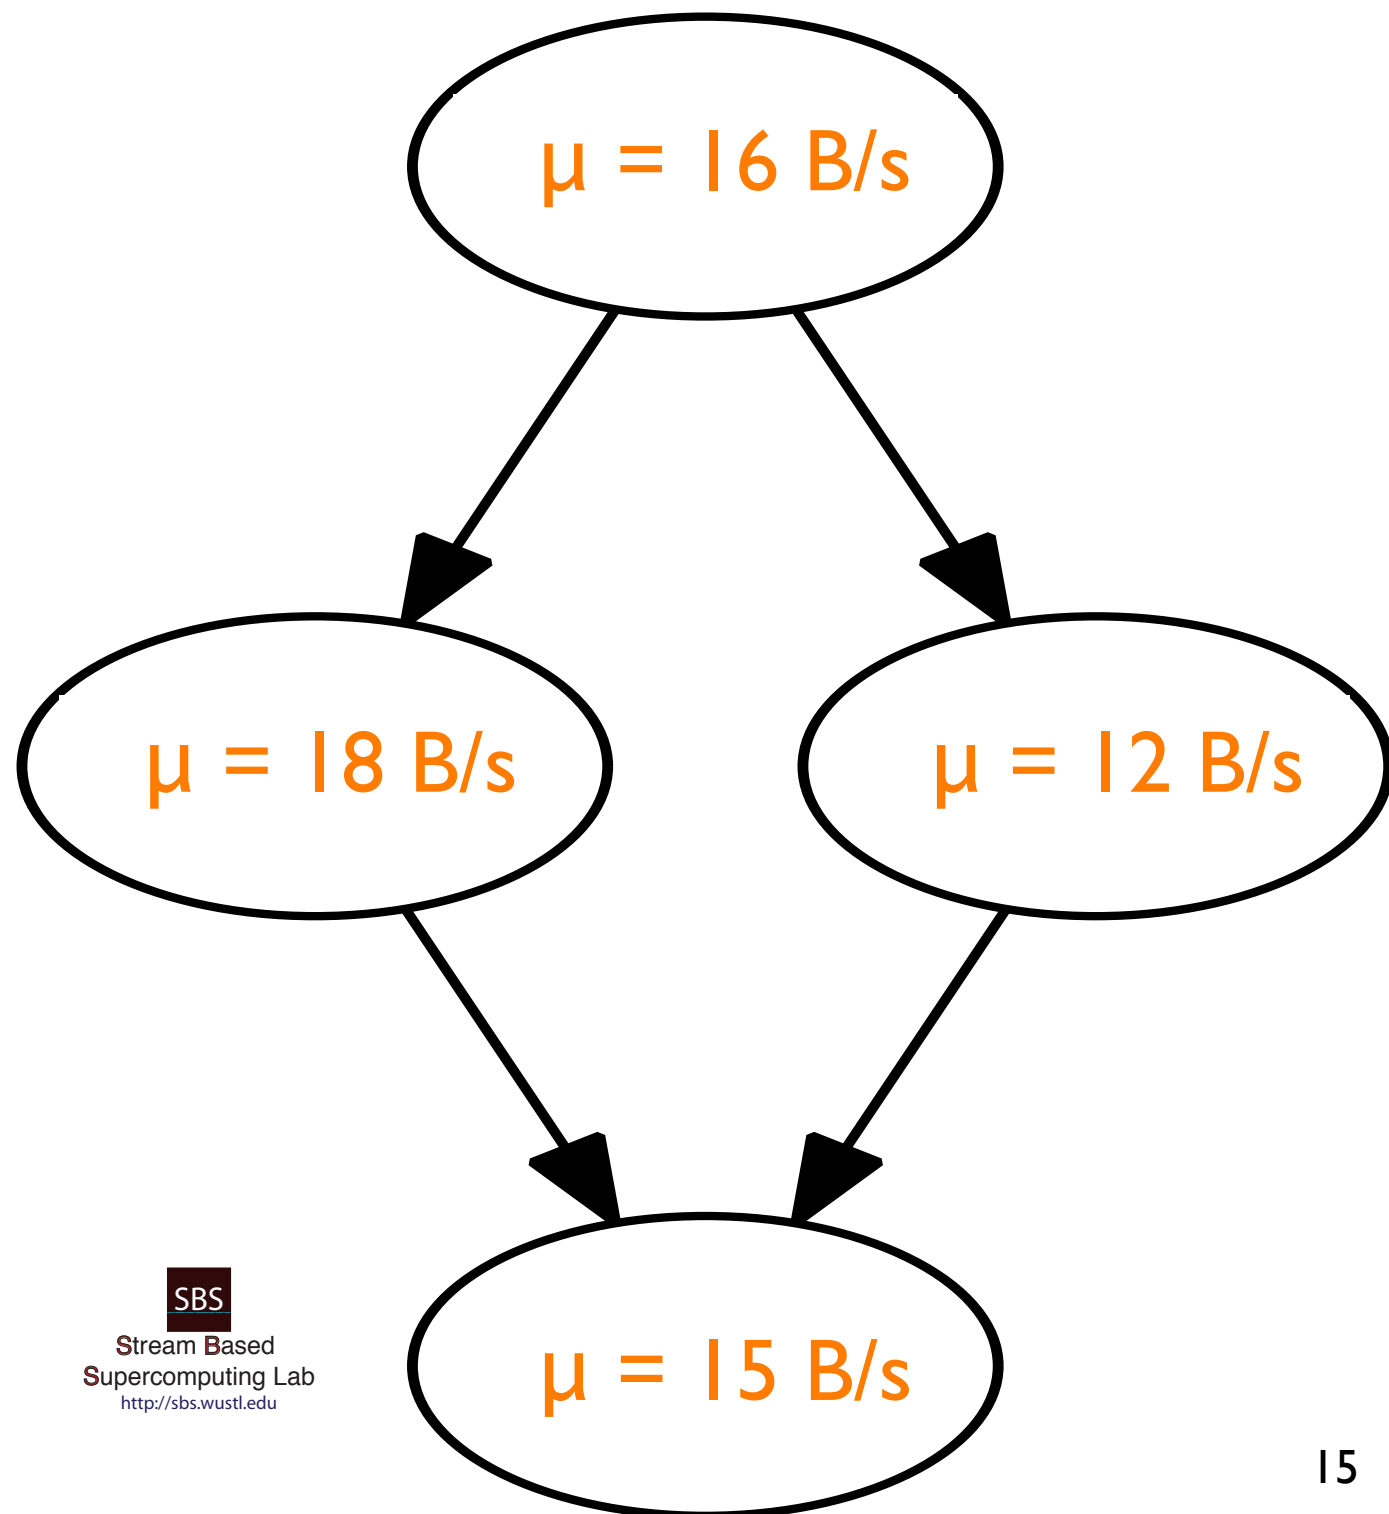 μ = 16 B/s
μ = 18 B/s
μ = 12 B/s
μ = 15 B/s
SBS
Stream Based
Supercomputing Lab
http://sbs.wustl.edu
15